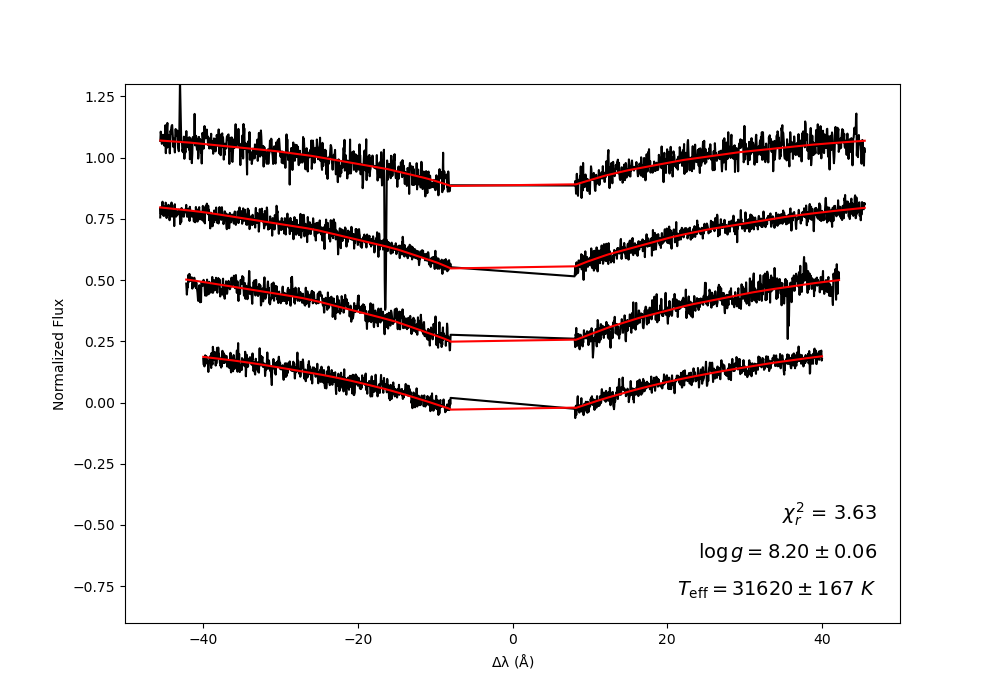 1.25
1.00
0.75
0.50
0.25
0.00
−0.25
−0.50
−0.75
Normalized Flux
χ²ᵣ = 3.63
log g = 8.20 ± 0.06
T_eff = 31620 ± 167 K
−40 −20 0 20 40
Δλ (Å)